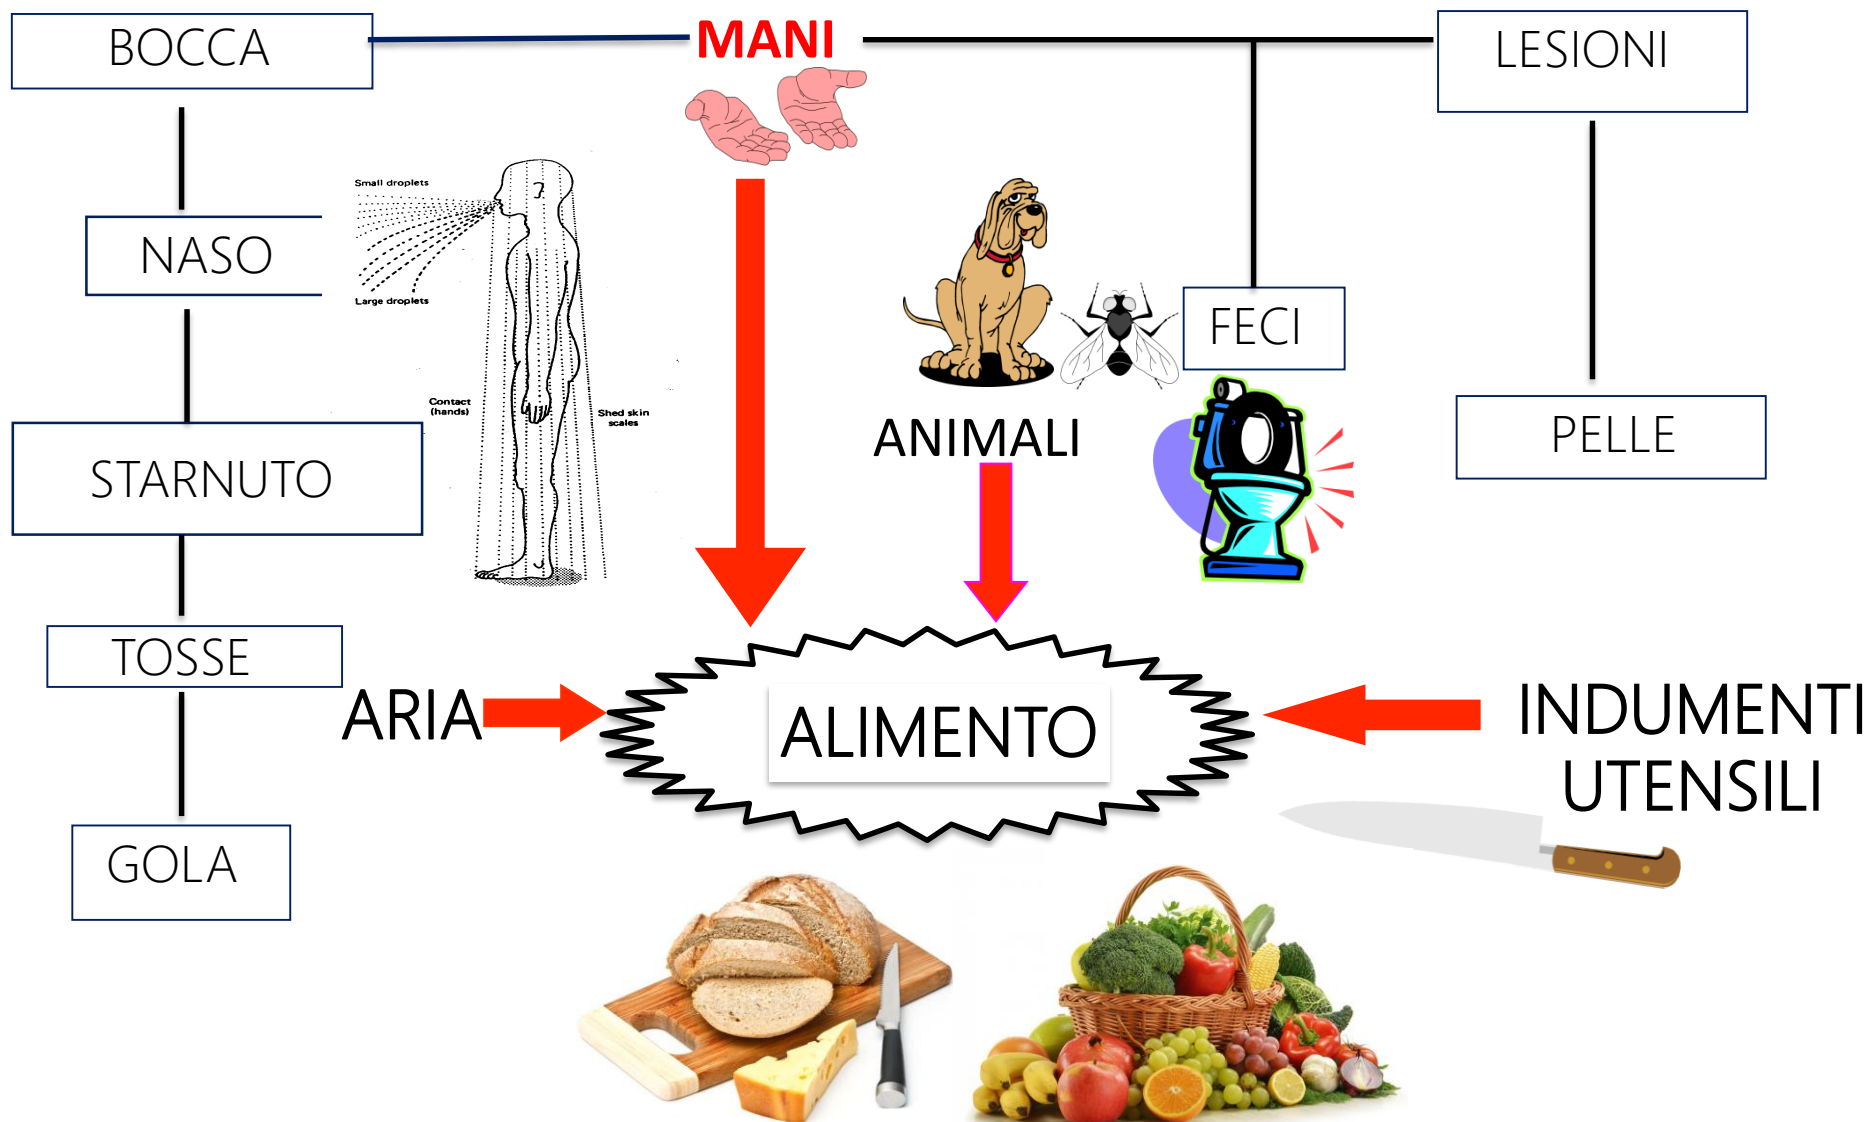 BOCCA
MANI
LESIONI
Small droplets
NASO
Large droplets
FECI
Contact
(hands)
Shed skin
scales
ANIMALI
PELLE
STARNUTO
TOSSE
ARIA
ALIMENTO
INDUMENTI
UTENSILI
GOLA